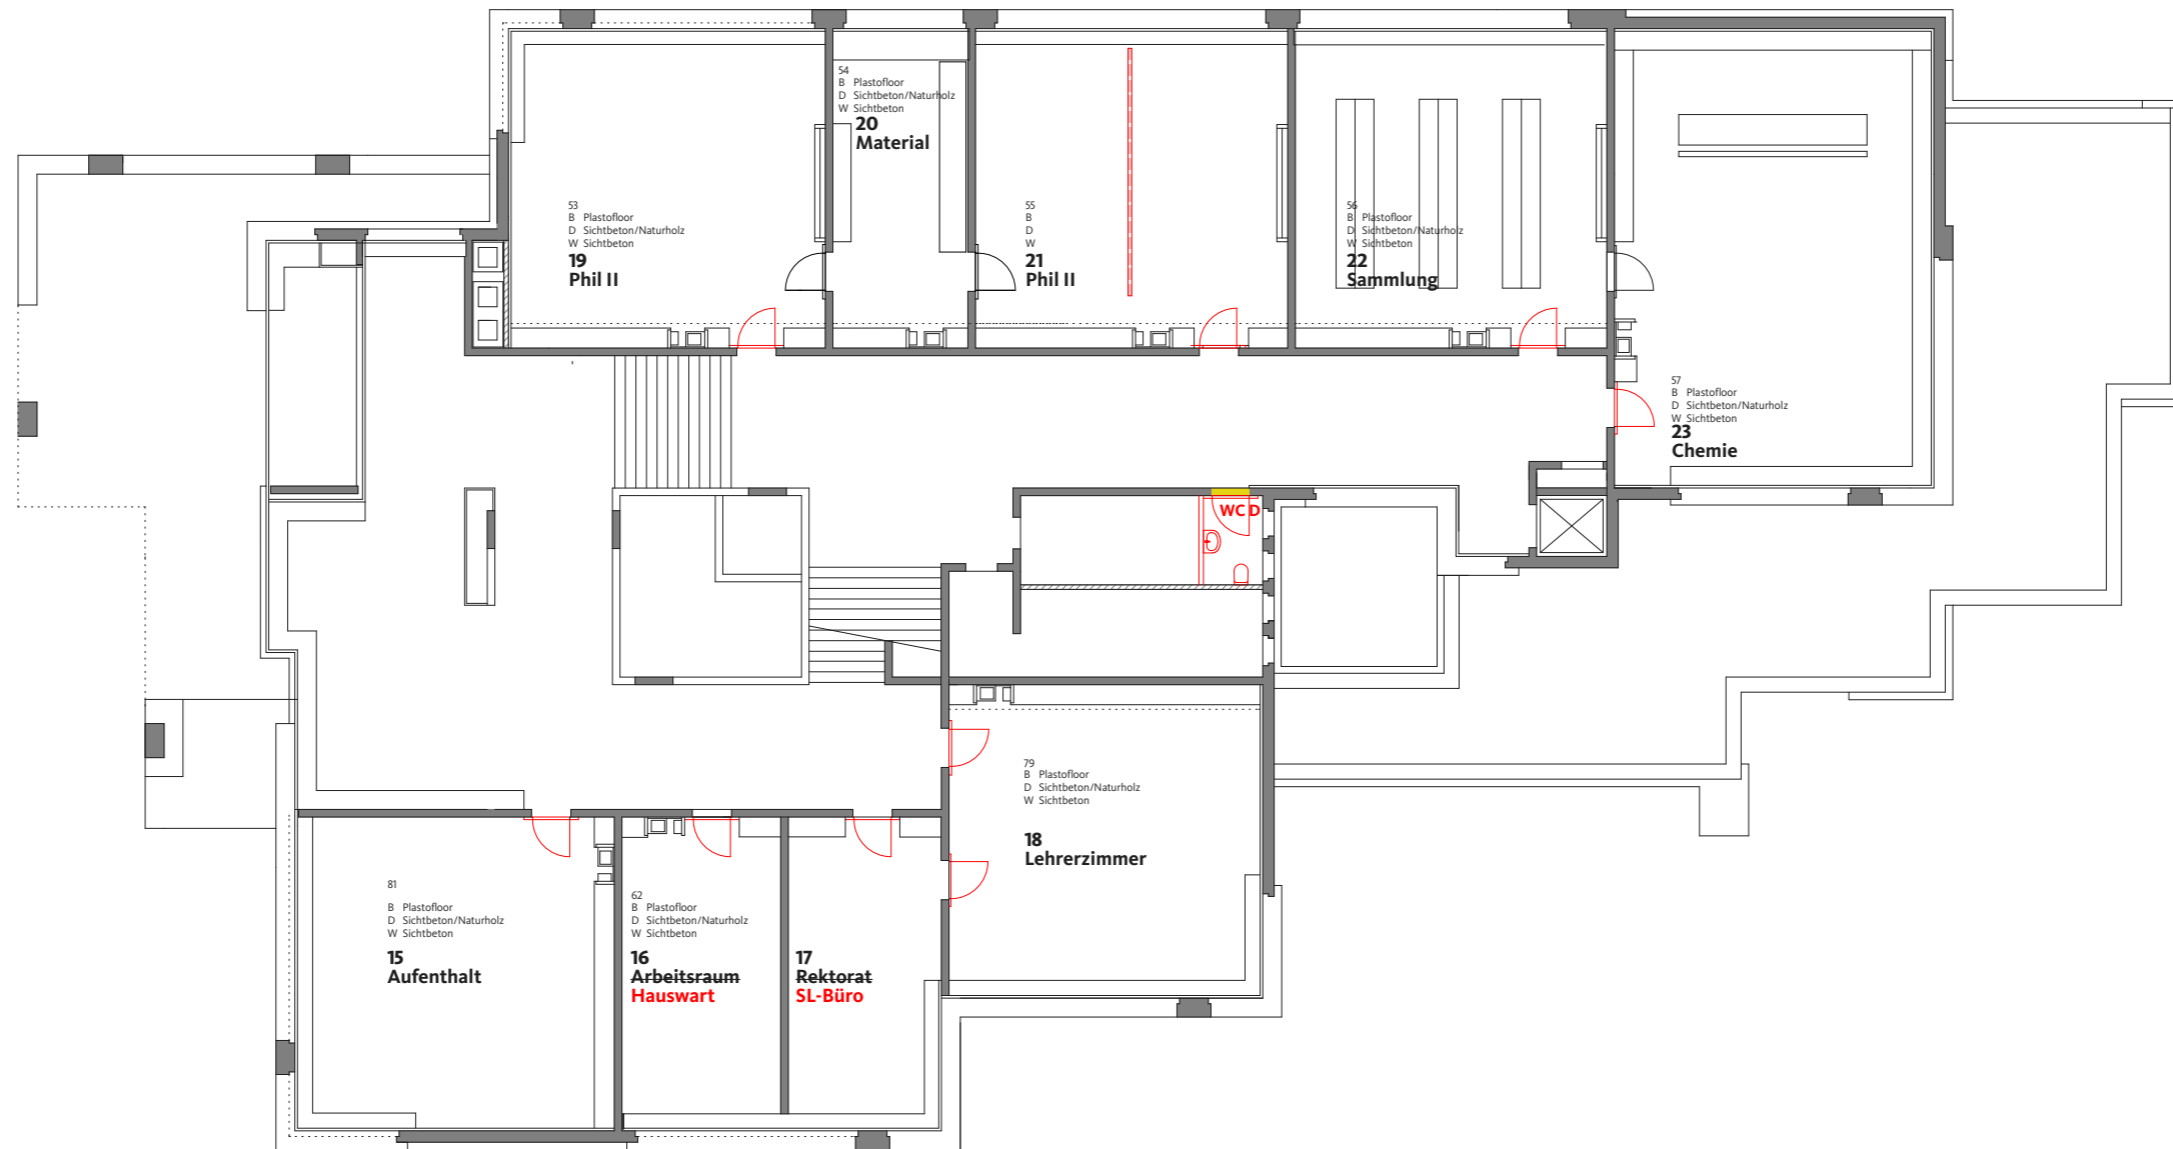 54
B Plastofloor
D Sichtbeton/Naturholz
W Sichtbeton
20
Material
53
B Plastofloor
D Sichtbeton/Naturholz
W Sichtbeton
19
Phil II
55
B
D
W
21
Phil II
56
B Plastofloor
D Sichtbeton/Naturholz
W Sichtbeton
22
Sammlung
57
B Plastofloor
D Sichtbeton/Naturholz
W Sichtbeton
23
Chemie
WC D
79
B Plastofloor
D Sichtbeton/Naturholz
W Sichtbeton
18
Lehrerzimmer
81
B Plastofloor
D Sichtbeton/Naturholz
W Sichtbeton
15
Aufenthalt
62
B Plastofloor
D Sichtbeton/Naturholz
W Sichtbeton
16
Arbeitsraum
Hauswart
17
Rektorat
SL-Büro